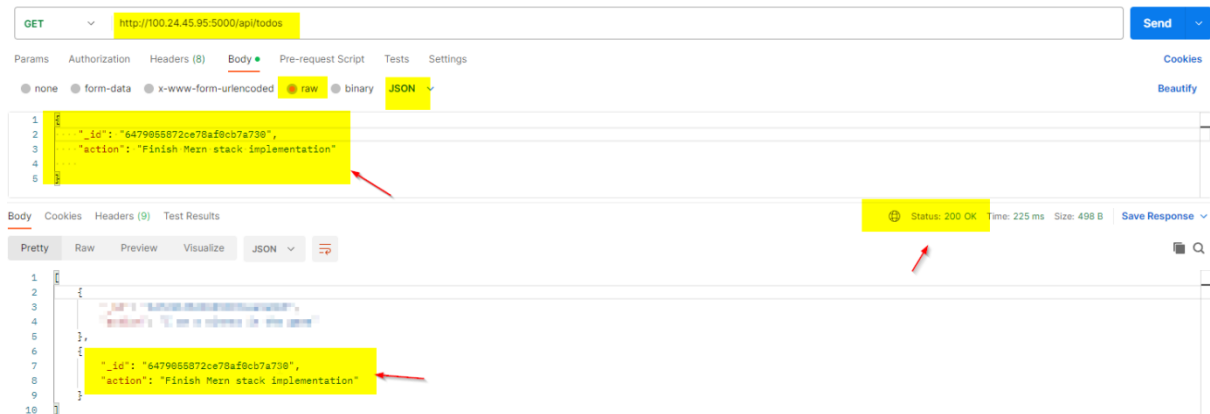 GET http://100.24.45.95:5000/api/todos Send
Params Authorization Headers (8) Body Pre-request Script Tests Settings Cookies
none form-data x-www-form-urlencoded raw binary JSON Beautify
1 {
2 "_id": "6479055872ce78af0cb7a730",
3 "action": "Finish Mern stack implementation"
4
5 }
Body Cookies Headers (9) Test Results Status: 200 OK Time: 225 ms Size: 498 B Save Response
Pretty Raw Preview Visualize JSON
1 [
2 {
3
4
5 },
6 {
7 "_id": "6479055872ce78af0cb7a730",
8 "action": "Finish Mern stack implementation"
9 }
10 ]